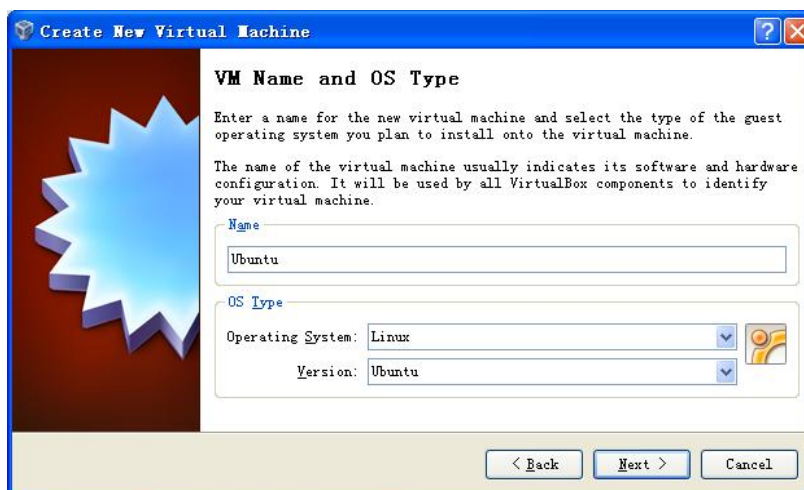 Create New Virtual Machine
VM Name and OS Type
Enter a name for the new virtual machine and select the type of the guest
operating system you plan to install onto the virtual machine.
The name of the virtual machine usually indicates its software and hardware
configuration. It will be used by all VirtualBox components to identify
your virtual machine.
Name
Ubuntu
OS Type
Operating System: Linux
Version: Ubuntu
< Back Next > Cancel